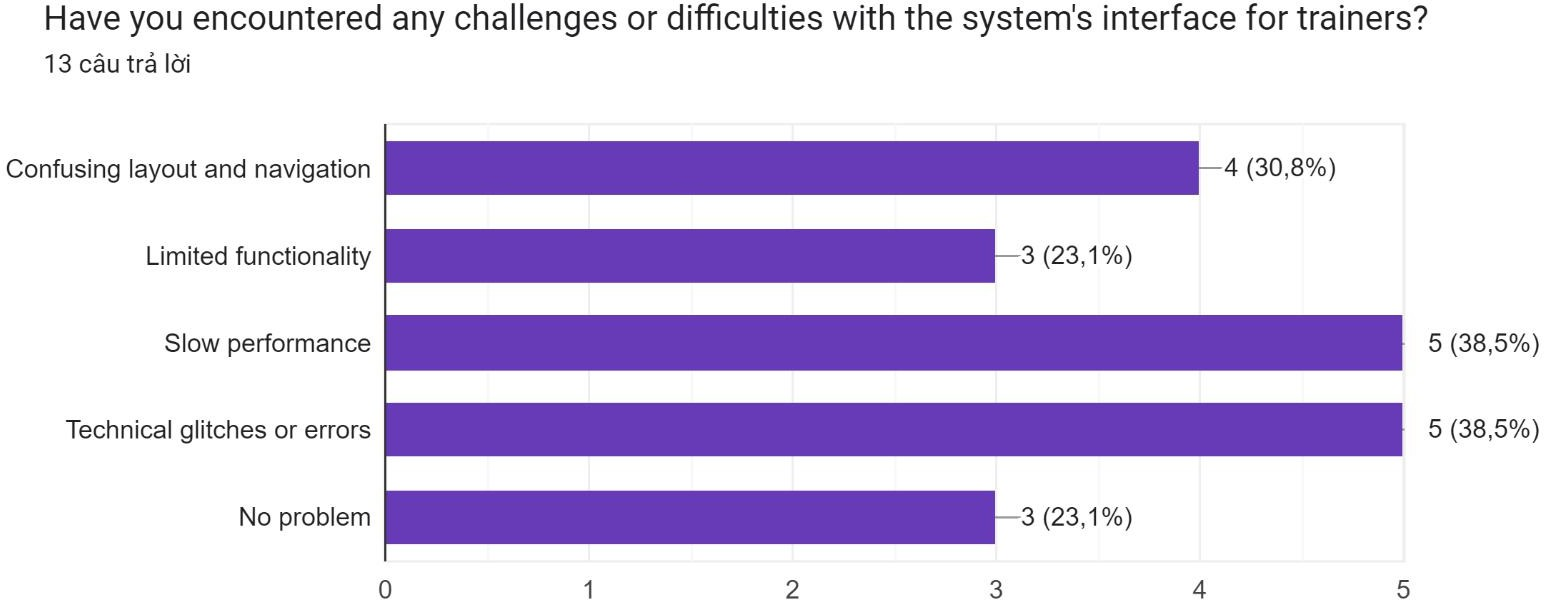 Have you encountered any challenges or difficulties with the system's interface for trainers?
13 câu trả lời
Confusing layout and navigation 4 (30,8%)
Limited functionality 3 (23,1%)
Slow performance 5 (38,5%)
Technical glitches or errors 5 (38,5%)
No problem 3 (23,1%)
0 1 2 3 4 5